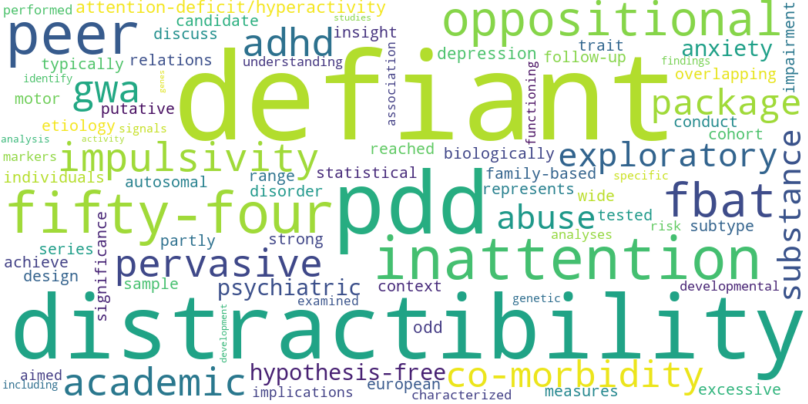 performed attention-deficit/hyperactivity
peer candidate oppositional
discuss adhd insight
typically relations understanding depression follow-up trait anxiety impairment
studies
findings
identify
genes
gwa
motor putative
association
functioning
defiant
overlapping
package
etiology signals
conduct
cohort
analysis activity
markers impulsivity
reached biologically exploratory
individuals autosomal range disorder statistical family-based specific
represents
fbat
substance
fifty-four pdd abuse tested wide risk subtype
analyses
series partly strong
significance
inattention
achieve pervasive
design sample psychiatric context developmental
examined
distractibility
genetic
odd
development
aimed academic hypothesis-free co-morbidity
including implications european measures excessive
characterized